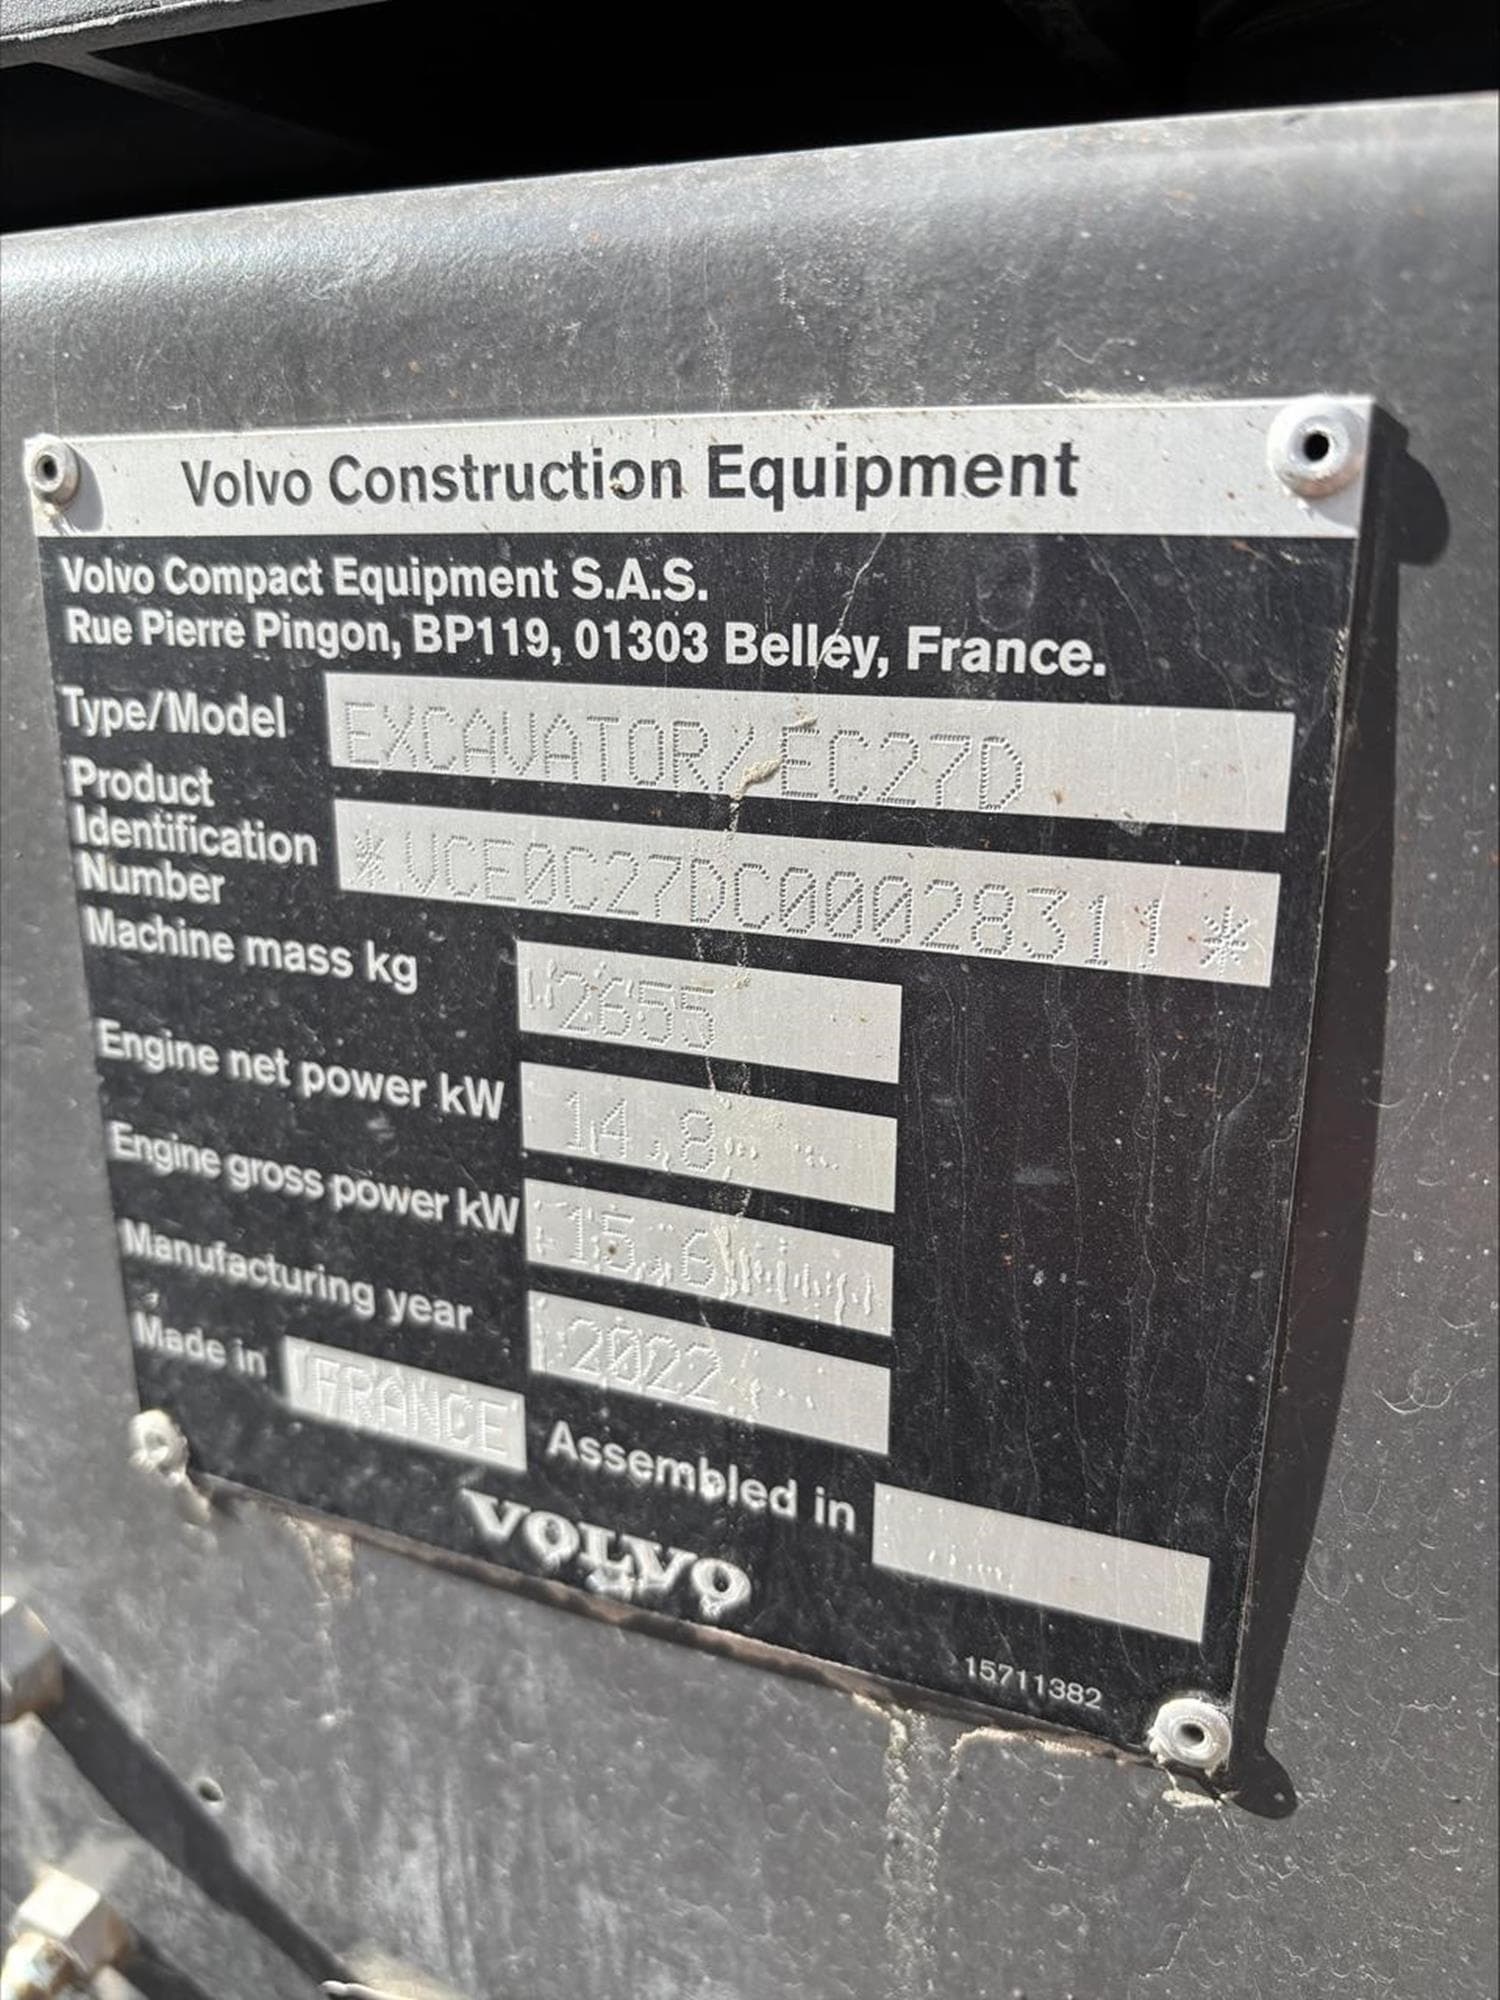 Volvo Construction Equipment
Volvo Compact Equipment S.A.S.
Rue Pierre Pingon, BP119, 01303 Belley, France.
Type/Model EXCAVATOR/EC27D
Product
Identification
Number *VCE0C27DC00028311*
Machine mass kg 2655
Engine net power kW 14.8
Engine gross power kW 15.6
Manufacturing year 2022
Made in FRANCE
Assembled in
VOLVO
15711382